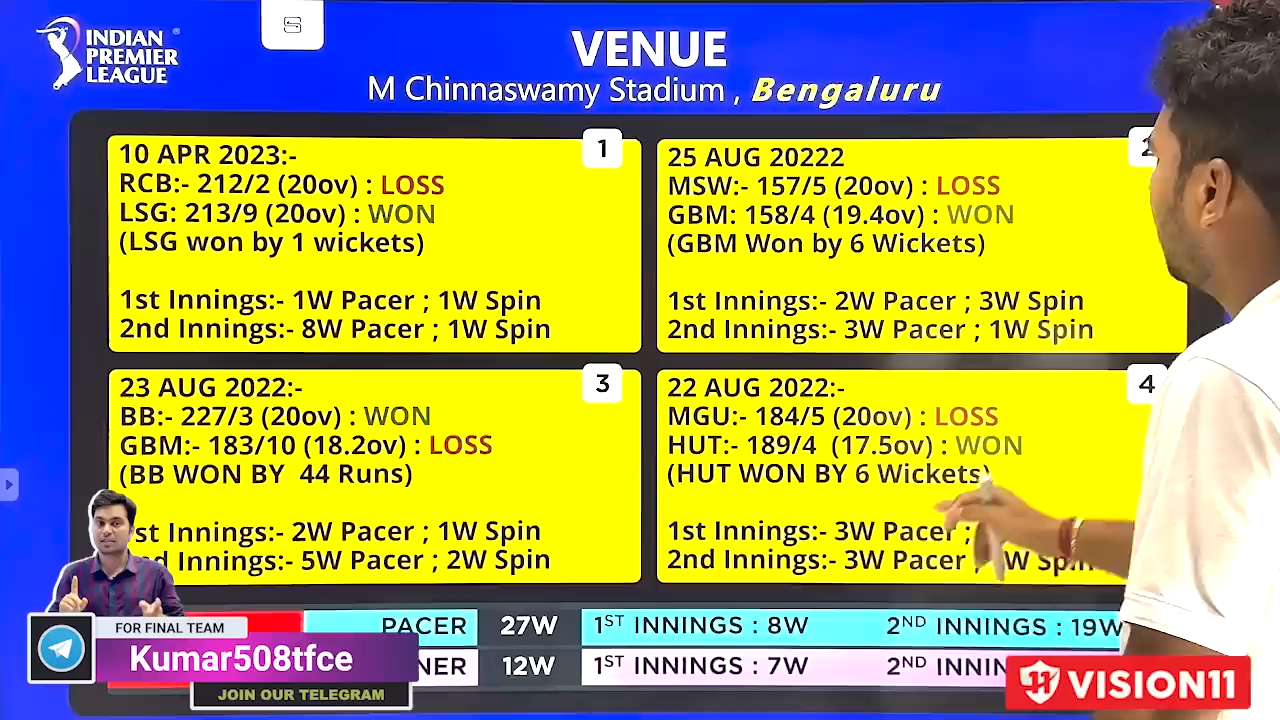 INDIAN
PREMIER
LEAGUE
VENUE
M Chinnaswamy Stadium , Bengaluru
1
10 APR 2023:-
RCB:- 212/2 (20ov) : LOSS
LSG: 213/9 (20ov) : WON
(LSG won by 1 wickets)
1st Innings:- 1W Pacer ; 1W Spin
2nd Innings:- 8W Pacer ; 1W Spin
2
25 AUG 20222
MSW:- 157/5 (20ov) : LOSS
GBM: 158/4 (19.4ov) : WON
(GBM Won by 6 Wickets)
1st Innings:- 2W Pacer ; 3W Spin
2nd Innings:- 3W Pacer ; 1W Spin
3
23 AUG 2022:-
BB:- 227/3 (20ov) : WON
GBM:- 183/10 (18.2ov) : LOSS
(BB WON BY 44 Runs)
st Innings:- 2W Pacer ; 1W Spin
d Innings:- 5W Pacer ; 2W Spin
4
22 AUG 2022:-
MGU:- 184/5 (20ov) : LOSS
HUT:- 189/4 (17.5ov) : WON
(HUT WON BY 6 Wickets)
1st Innings:- 3W Pacer ;
2nd Innings:- 3W Pacer ; W Spin
PACER 27W 1ST INNINGS : 8W 2ND INNINGS : 19W
NER 12W 1ST INNINGS : 7W 2ND INNIN
FOR FINAL TEAM
Kumar508tfce
JOIN OUR TELEGRAM
11 VISION11